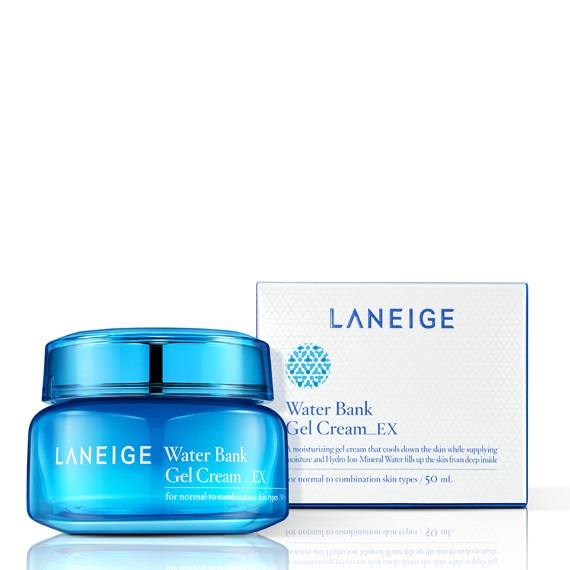 LANEIGE
Water Bank
Gel Cream_EX
A moisturizing gel cream that cools down the skin while supplying
moisture and Hydro Ion-Mineral Water fills up the skin from deep inside
for normal to combination skin types / 50 mL
LANEIGE
Water Bank
Gel Cream_EX
for normal to combination skin types /